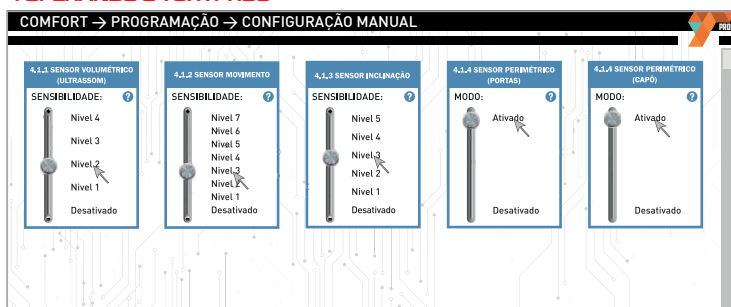 COMFORT → PROGRAMAÇÃO → CONFIGURAÇÃO MANUAL
4.1.1 SENSOR VOLUMÉTRICO
(ULTRASSOM)
SENSIBILIDADE: ?
Nivel 4
Nivel 3
Nivel 2
Nivel 1
Desativado
4.1.2 SENSOR MOVIMENTO
SENSIBILIDADE: ?
Nivel 7
Nivel 6
Nivel 5
Nivel 4
Nivel 3
Nivel 2
Nivel 1
Desativado
4.1.3 SENSOR INCLINAÇÃO
SENSIBILIDADE: ?
Nivel 5
Nivel 4
Nivel 3
Nivel 2
Nivel 1
Desativado
4.1.4 SENSOR PERIMÉTRICO
(PORTAS)
MODO: ?
Ativado
Desativado
4.1.4 SENSOR PERIMÉTRICO
(CAPÔ)
MODO: ?
Ativado
Desativado